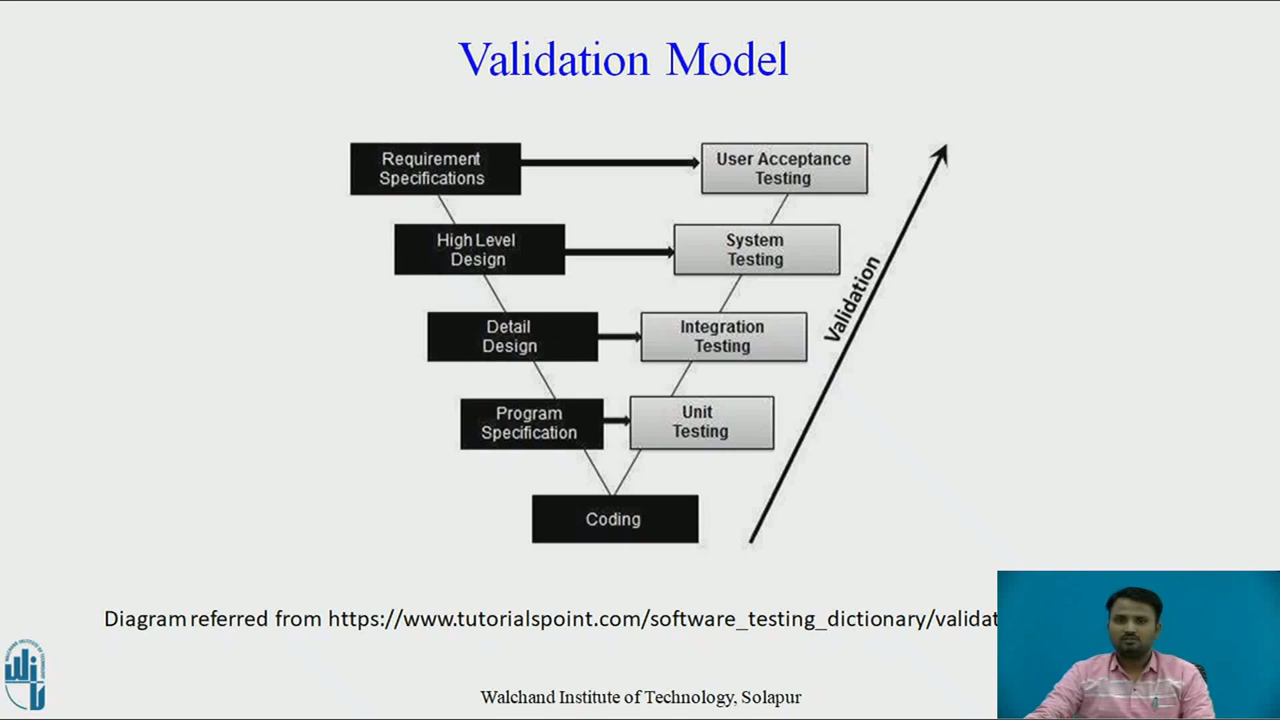 Validation Model
Requirement
Specifications
User Acceptance
Testing
High Level
Design
System
Testing
Detail
Design
Integration
Testing
Validation
Program
Specification
Unit
Testing
Coding
Diagram referred from https://www.tutorialspoint.com/software_testing_dictionary/validat
Walchand Institute of Technology, Solapur